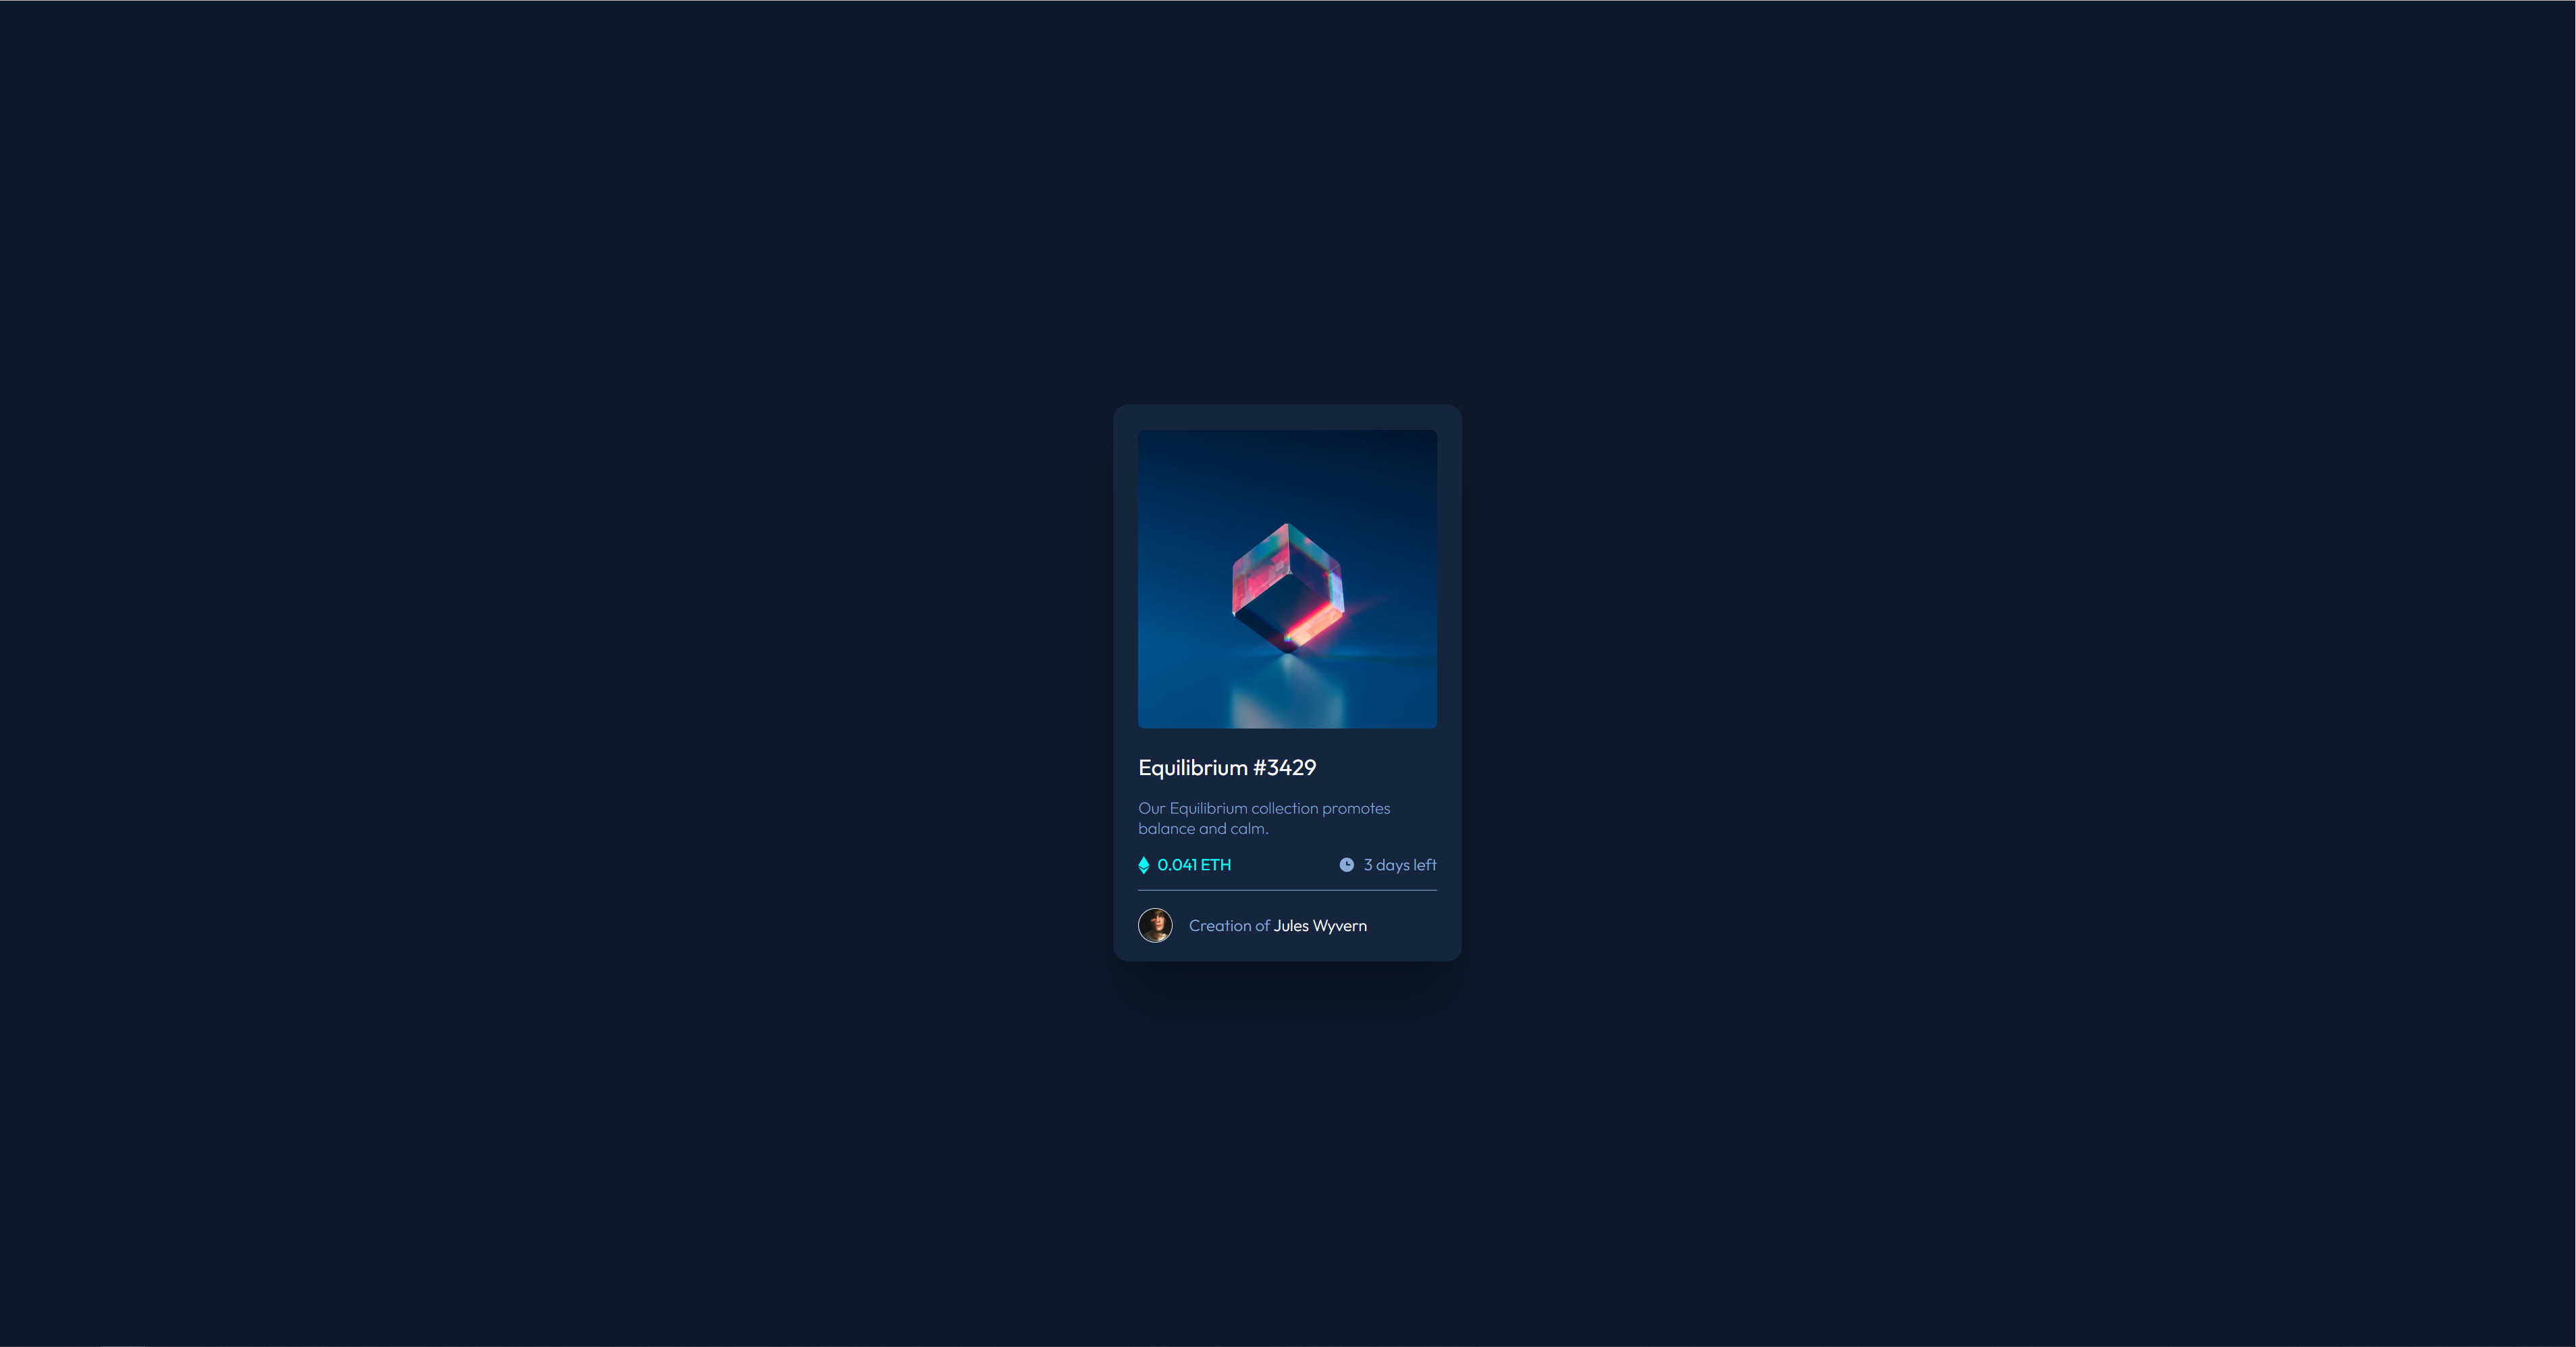 Equilibrium #3429
Our Equilibrium collection promotes
balance and calm.
0.041 ETH
3 days left
Creation of Jules Wyvern